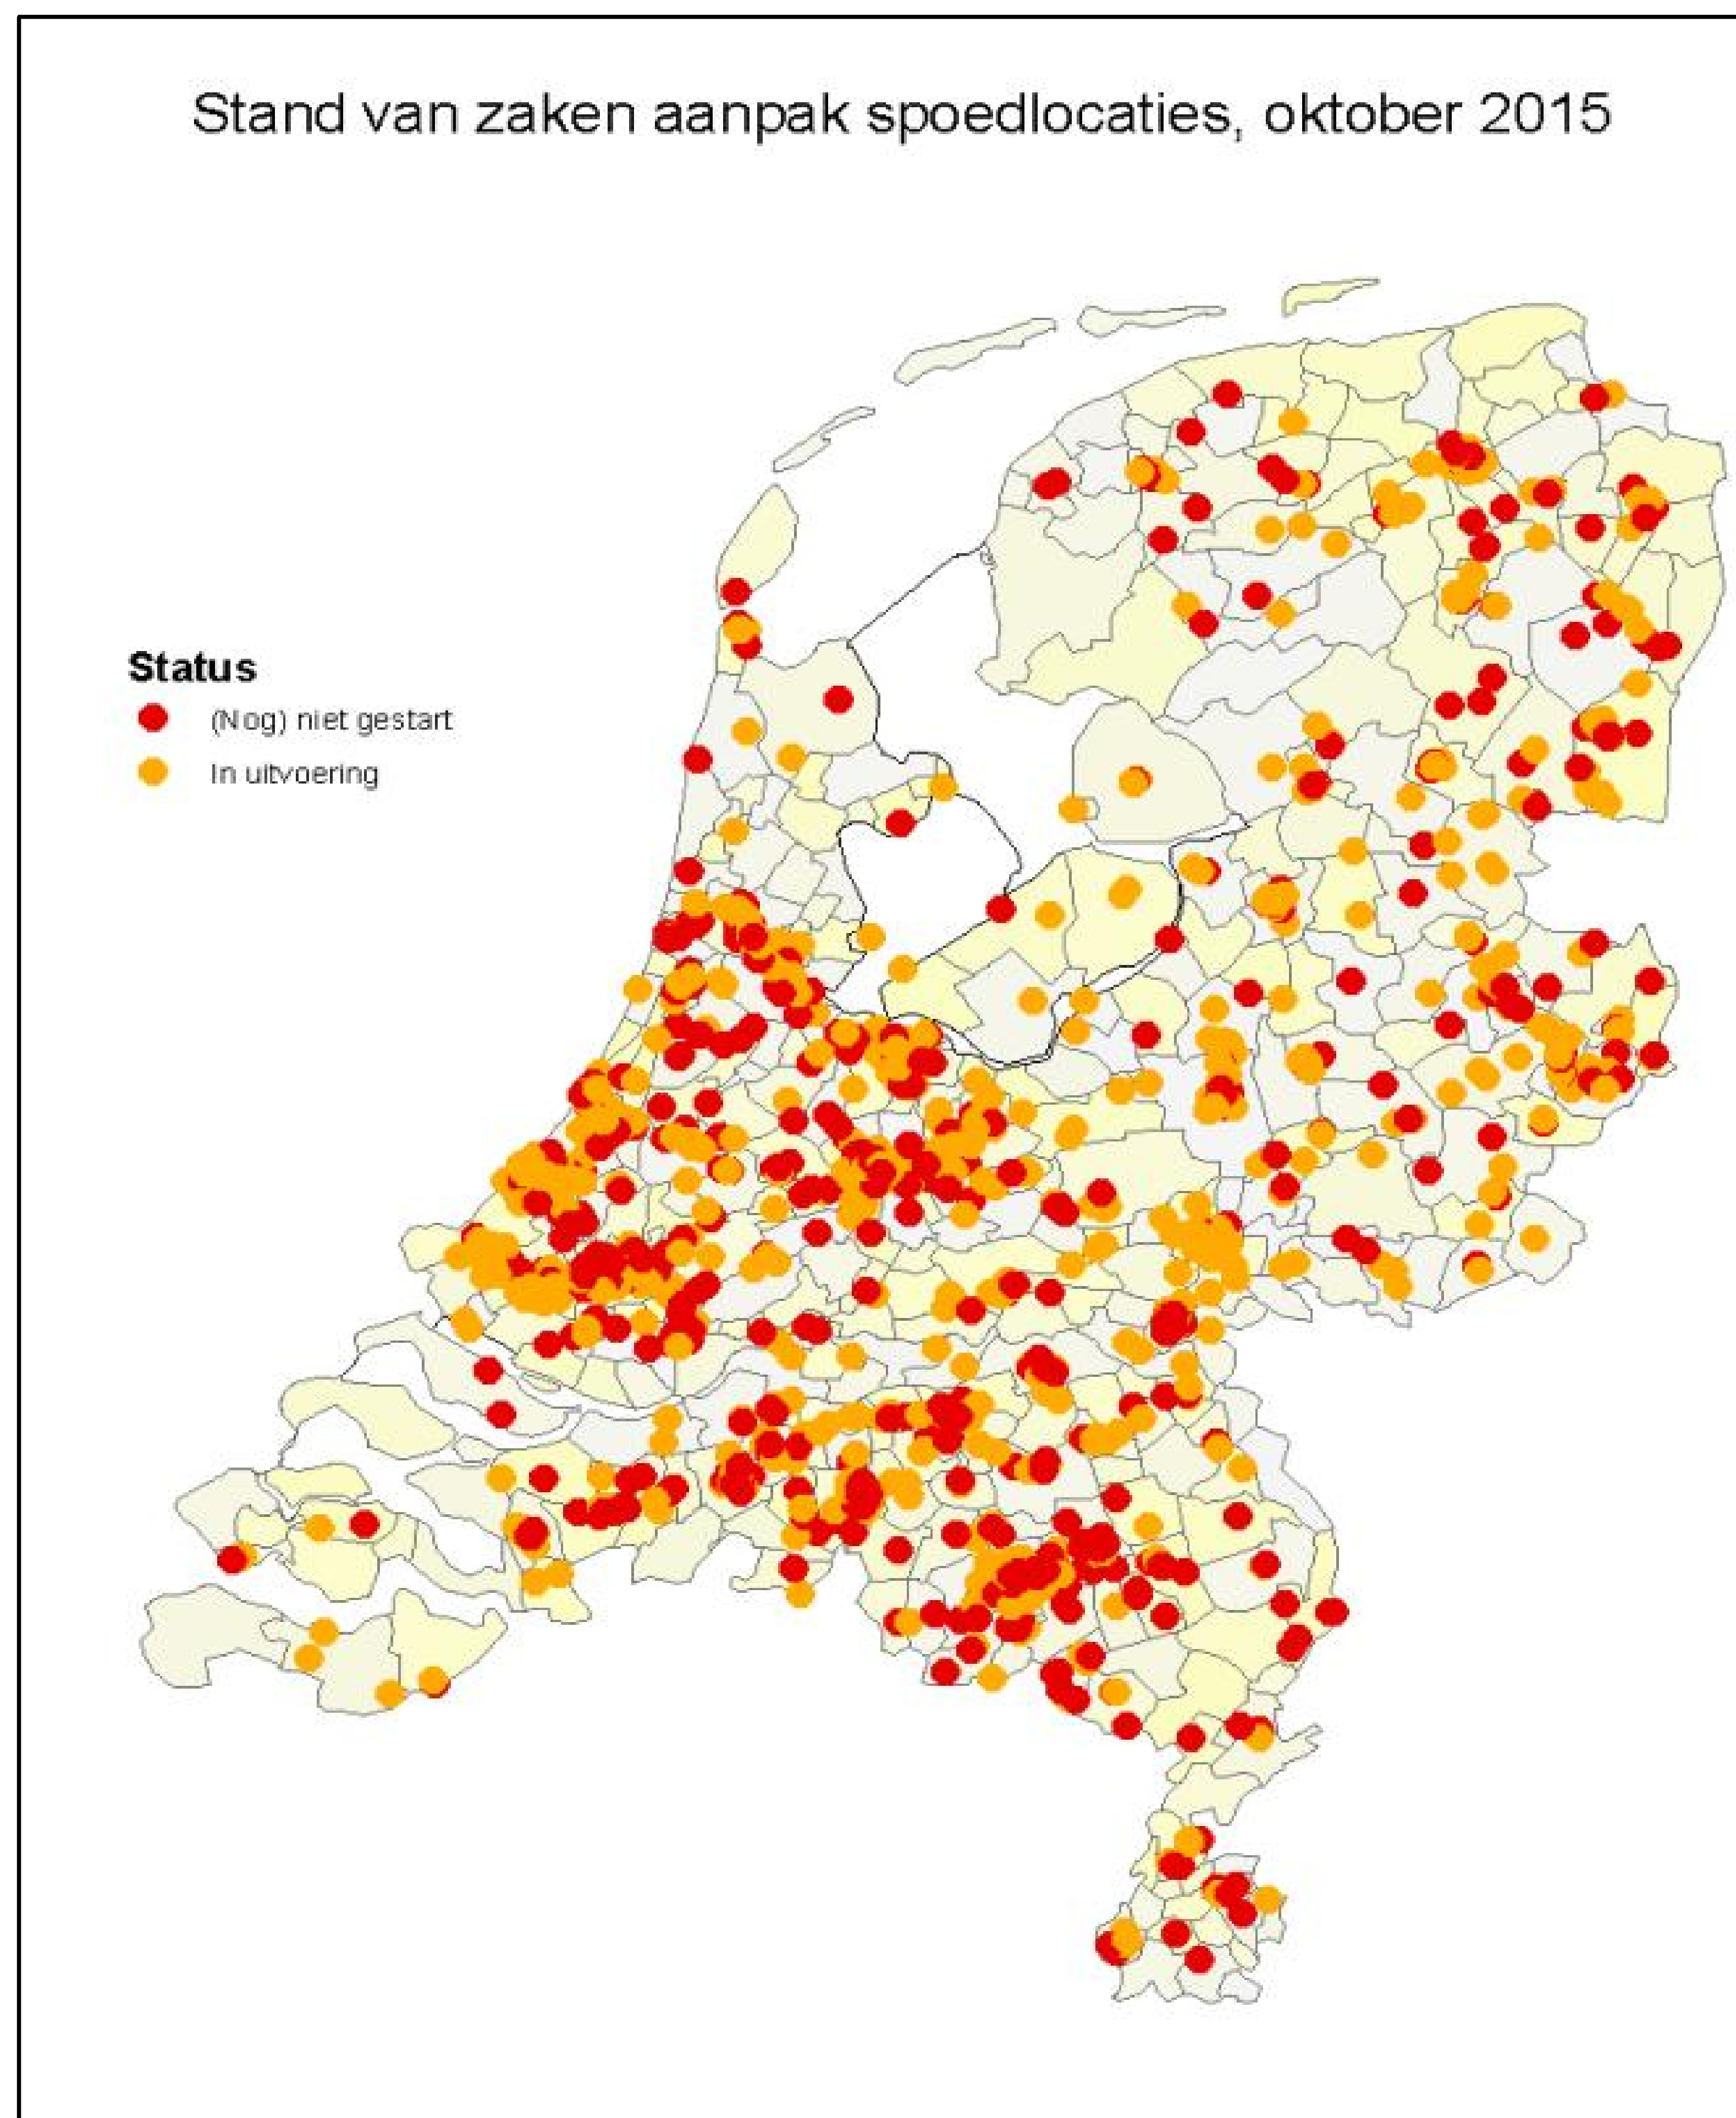 Stand van zaken aanpak spoedlocaties, oktober 2015
Status
(Nog) niet gestart
In uitvoering